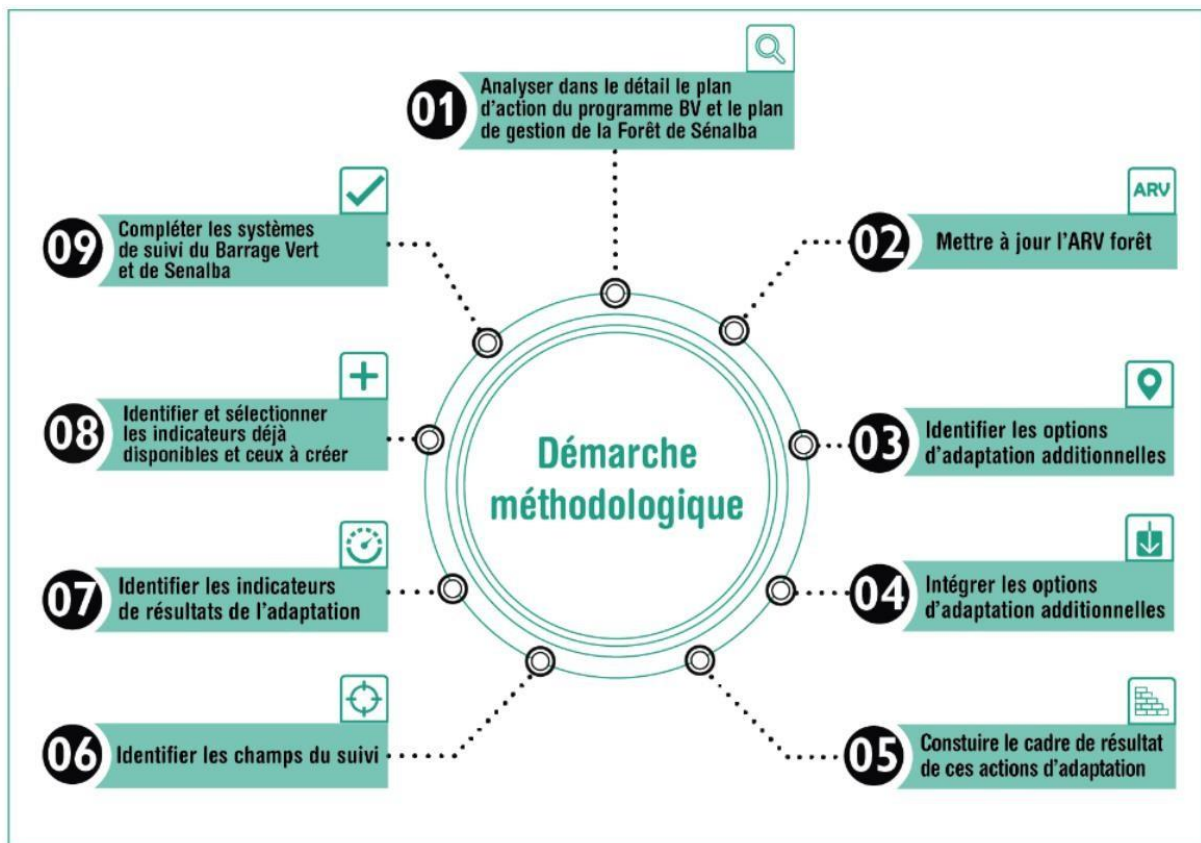 01
Analyser dans le détail le plan
d'action du programme BV et le plan
de gestion de la Forêt de Sénalba
ARV
02
Mettre à jour l'ARV forêt
03
Identifier les options
d'adaptation additionnelles
04
Intégrer les options
d'adaptation additionnelles
05
Constuire le cadre de résultat
de ces actions d'adaptation
06
Identifier les champs du suivi
07
Identifier les indicateurs
de résultats de l'adaptation
08
Identifier et sélectionner
les indicateurs déjà
disponibles et ceux à créer
09
Compléter les systèmes
de suivi du Barrage Vert
et de Senalba
Démarche
méthodologique